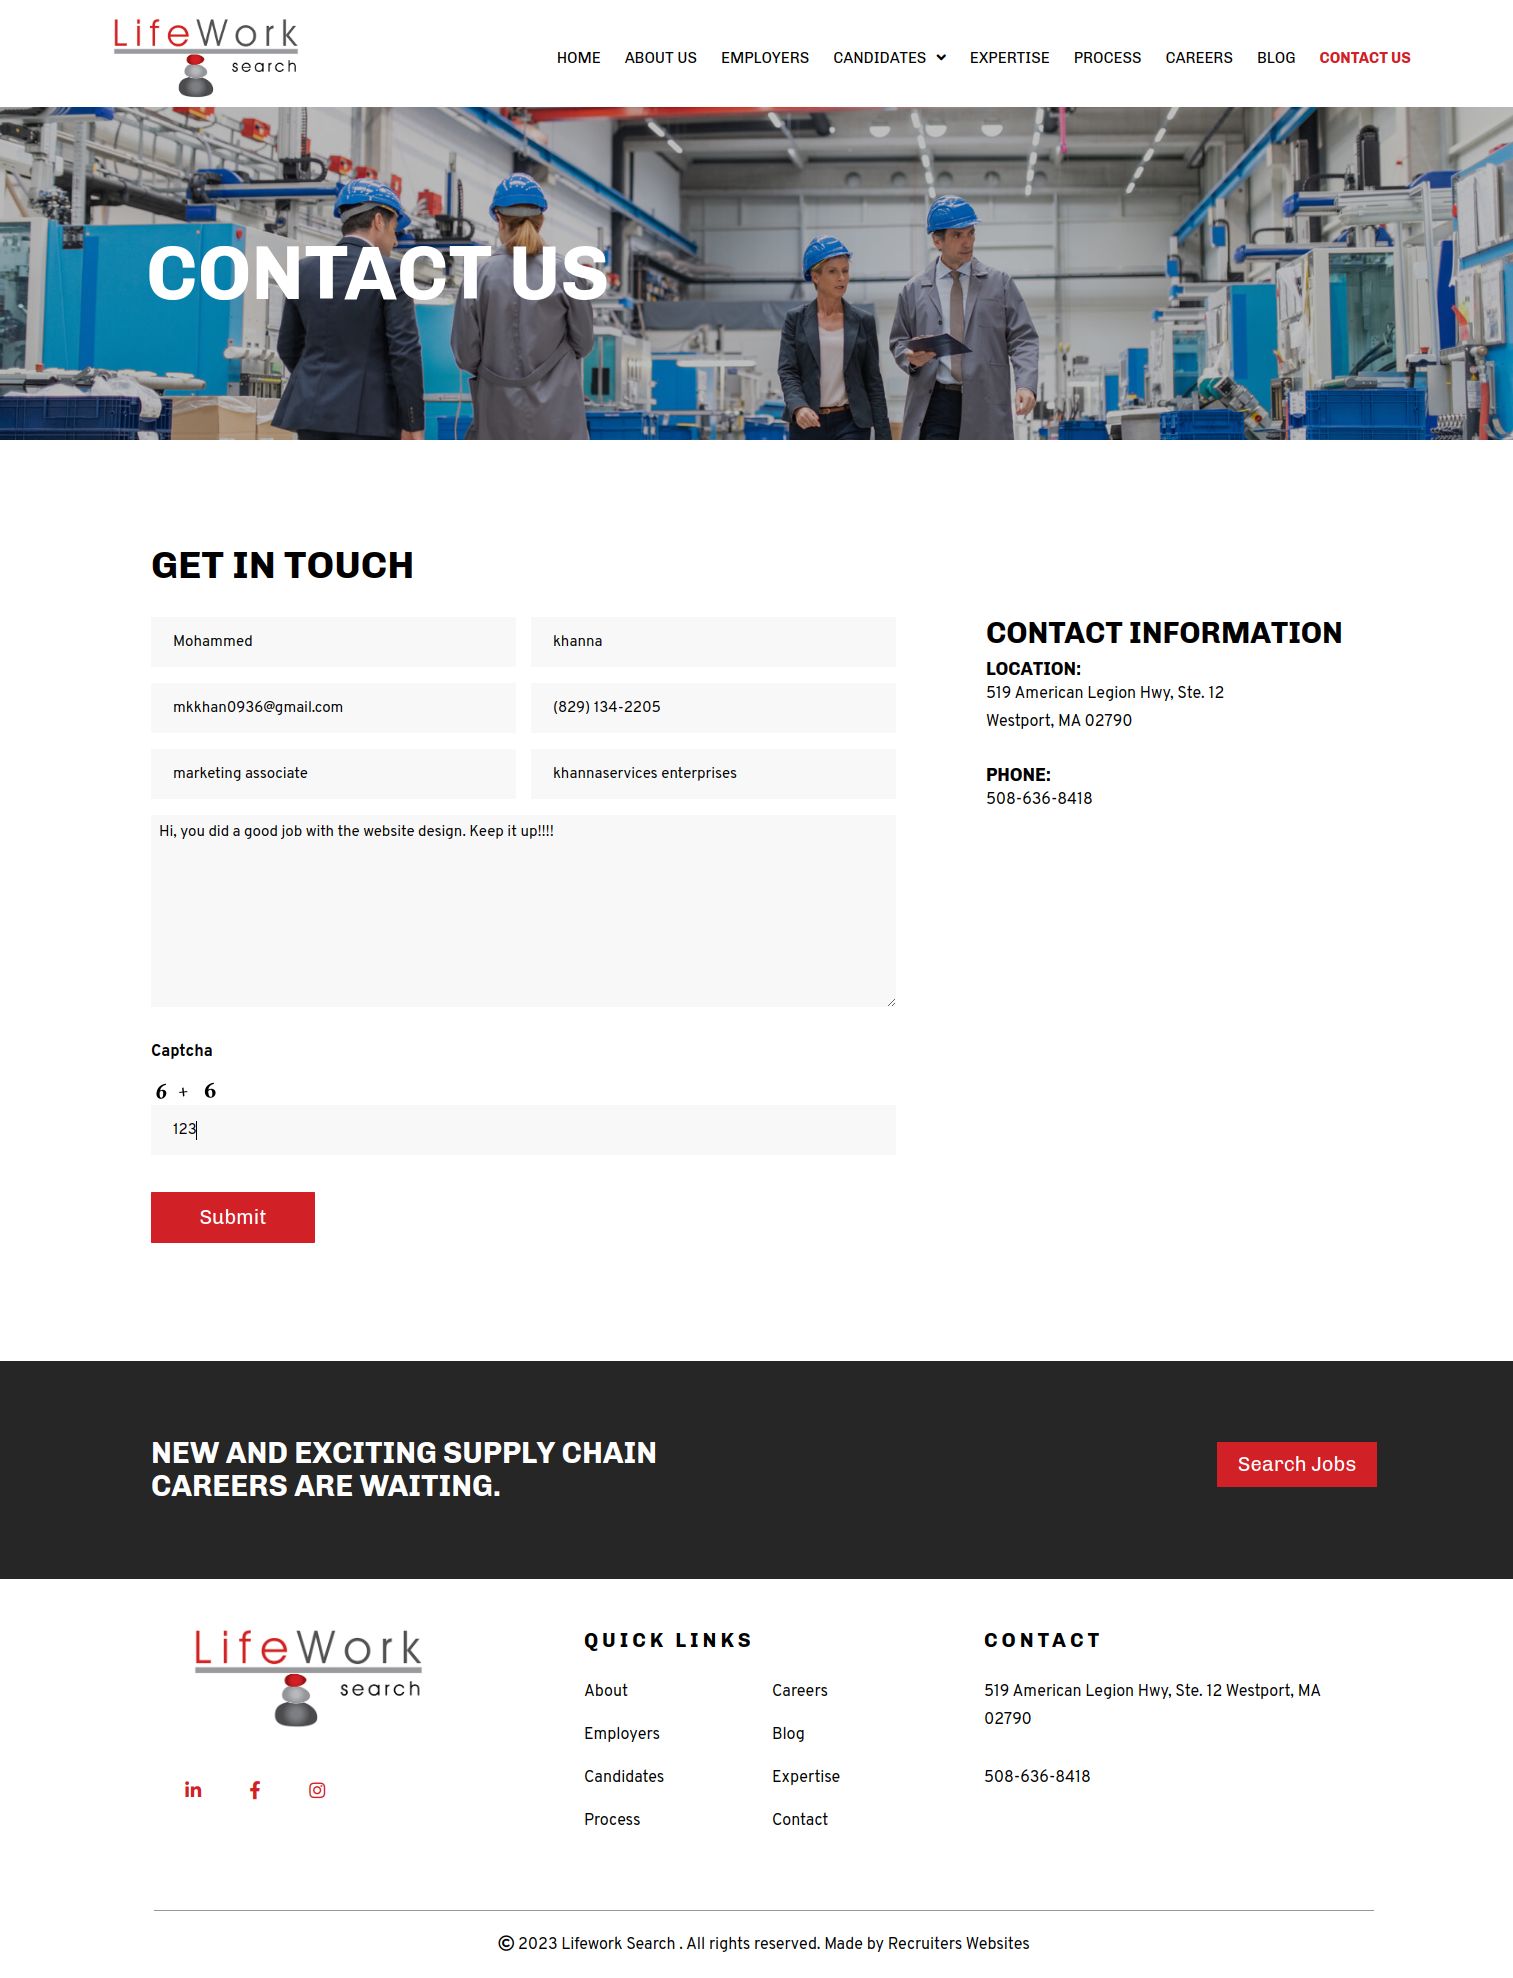 LifeWork
search
HOME ABOUT US EMPLOYERS CANDIDATES EXPERTISE PROCESS CAREERS BLOG CONTACT US
CONTACT US
GET IN TOUCH
Mohammed khanna
mkkhan0936@gmail.com (829) 134-2205
marketing associate khannaservices enterprises
Hi, you did a good job with the website design. Keep it up!!!!
Captcha
6 + 6
123
Submit
CONTACT INFORMATION
LOCATION:
519 American Legion Hwy, Ste. 12
Westport, MA 02790
PHONE:
508-636-8418
NEW AND EXCITING SUPPLY CHAIN
CAREERS ARE WAITING.
Search Jobs
LifeWork
search
QUICK LINKS
About Careers
Employers Blog
Candidates Expertise
Process Contact
CONTACT
519 American Legion Hwy, Ste. 12 Westport, MA
02790
508-636-8418
© 2023 Lifework Search . All rights reserved. Made by Recruiters Websites